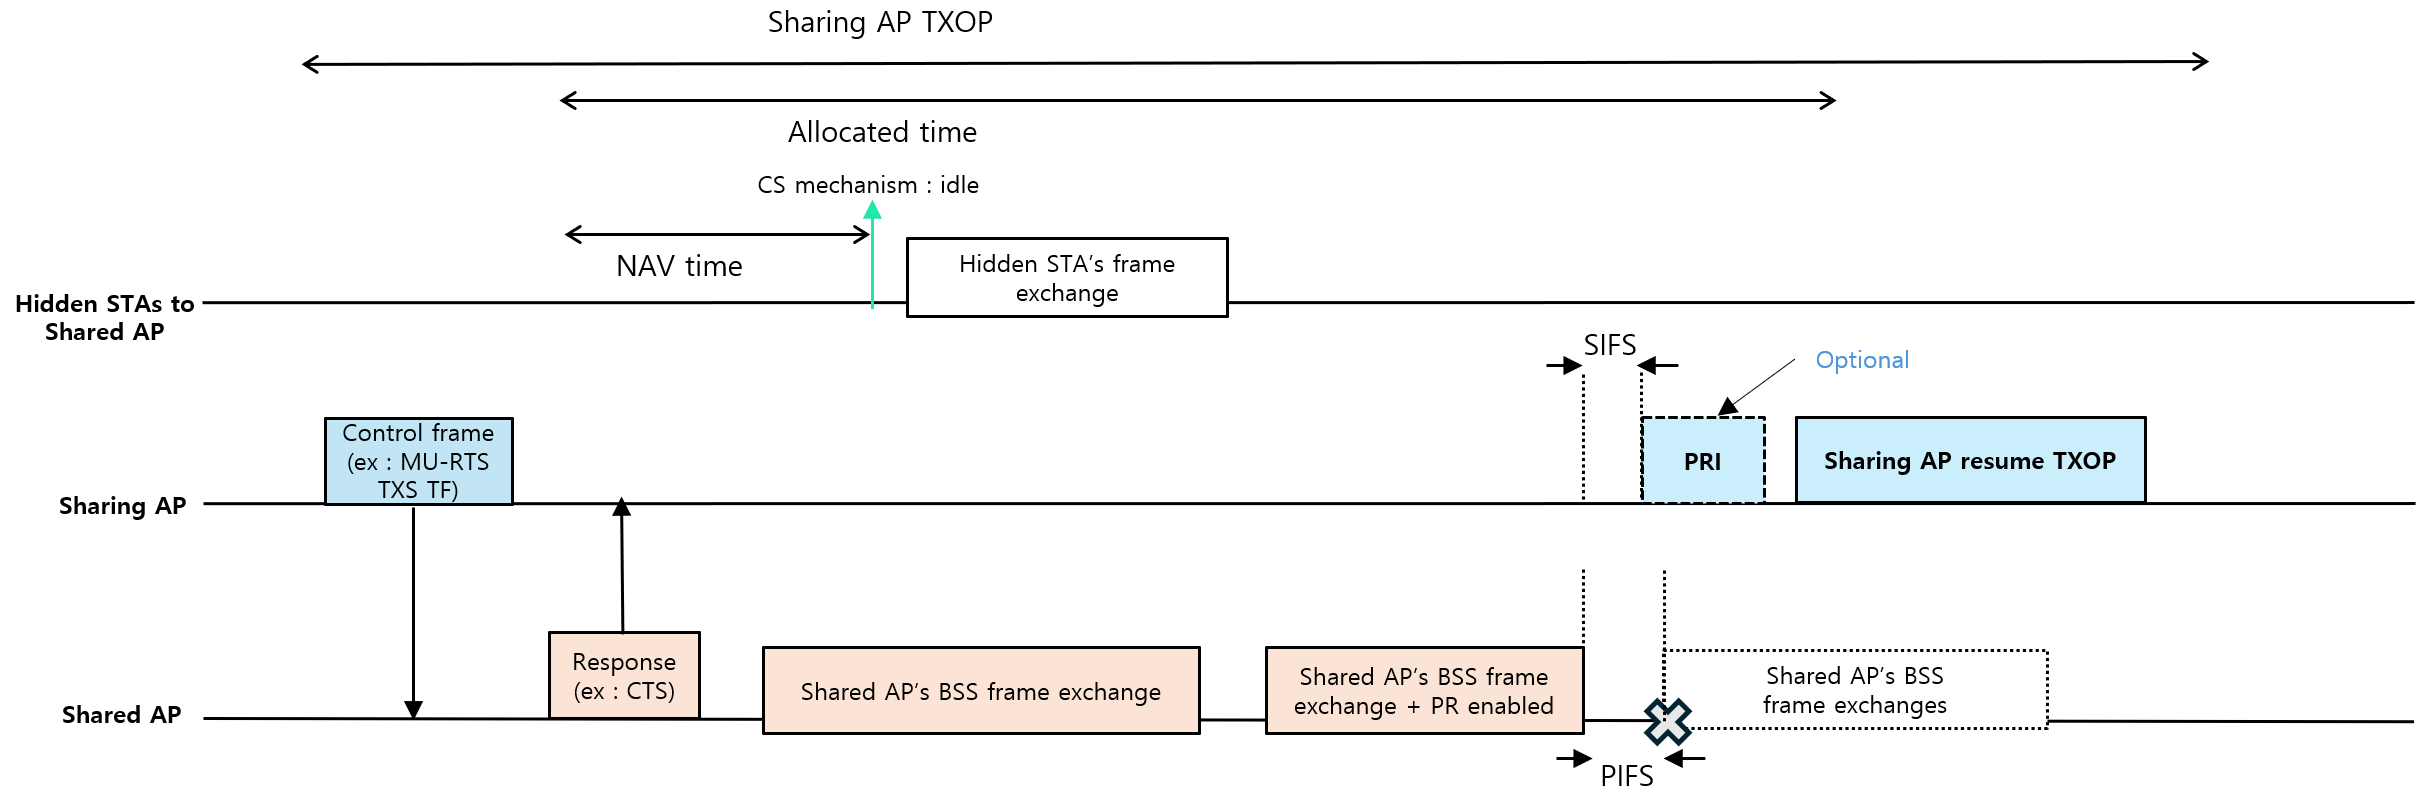 Sharing AP TXOP
Allocated time
CS mechanism : idle
NAV time
Hidden STA’s frame
exchange
Hidden STAs to
Shared AP
SIFS
Optional
Control frame
(ex : MU-RTS
TXS TF)
PRI
Sharing AP resume TXOP
Sharing AP
Response
(ex : CTS)
Shared AP’s BSS frame exchange
Shared AP’s BSS frame
exchange + PR enabled
Shared AP’s BSS
frame exchanges
Shared AP
PIFS